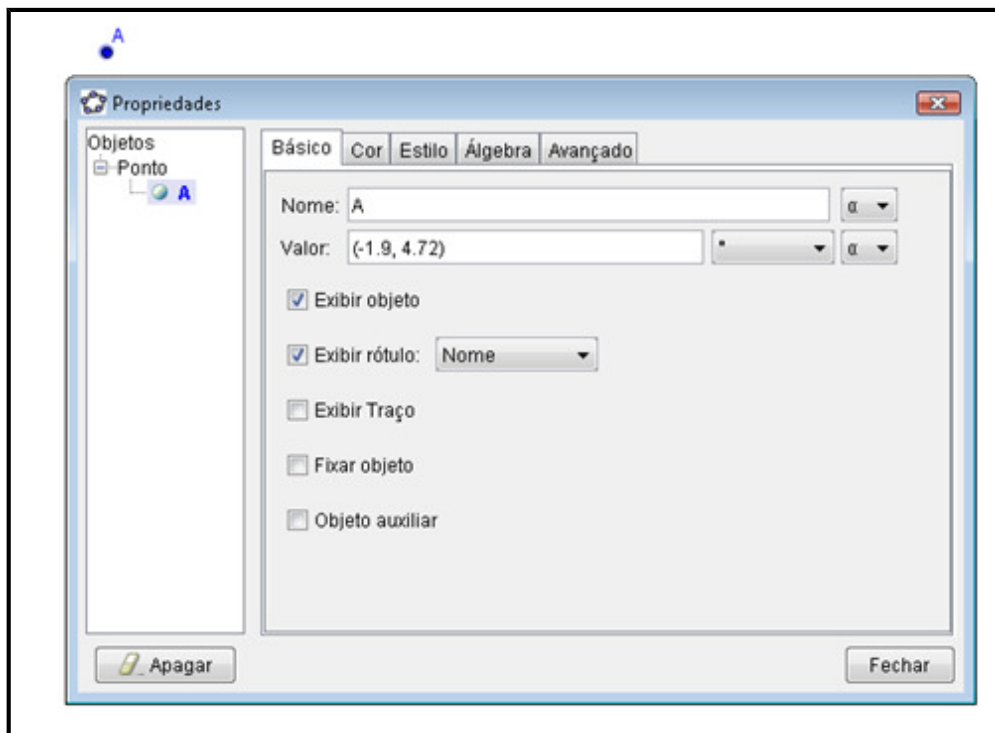 A
Propriedades
Objetos
Ponto
A
Básico Cor Estilo Álgebra Avançado
Nome: A α
Valor: (-1.9, 4.72) ° α
Exibir objeto
Exibir rótulo: Nome
Exibir Traço
Fixar objeto
Objeto auxiliar
Apagar
Fechar